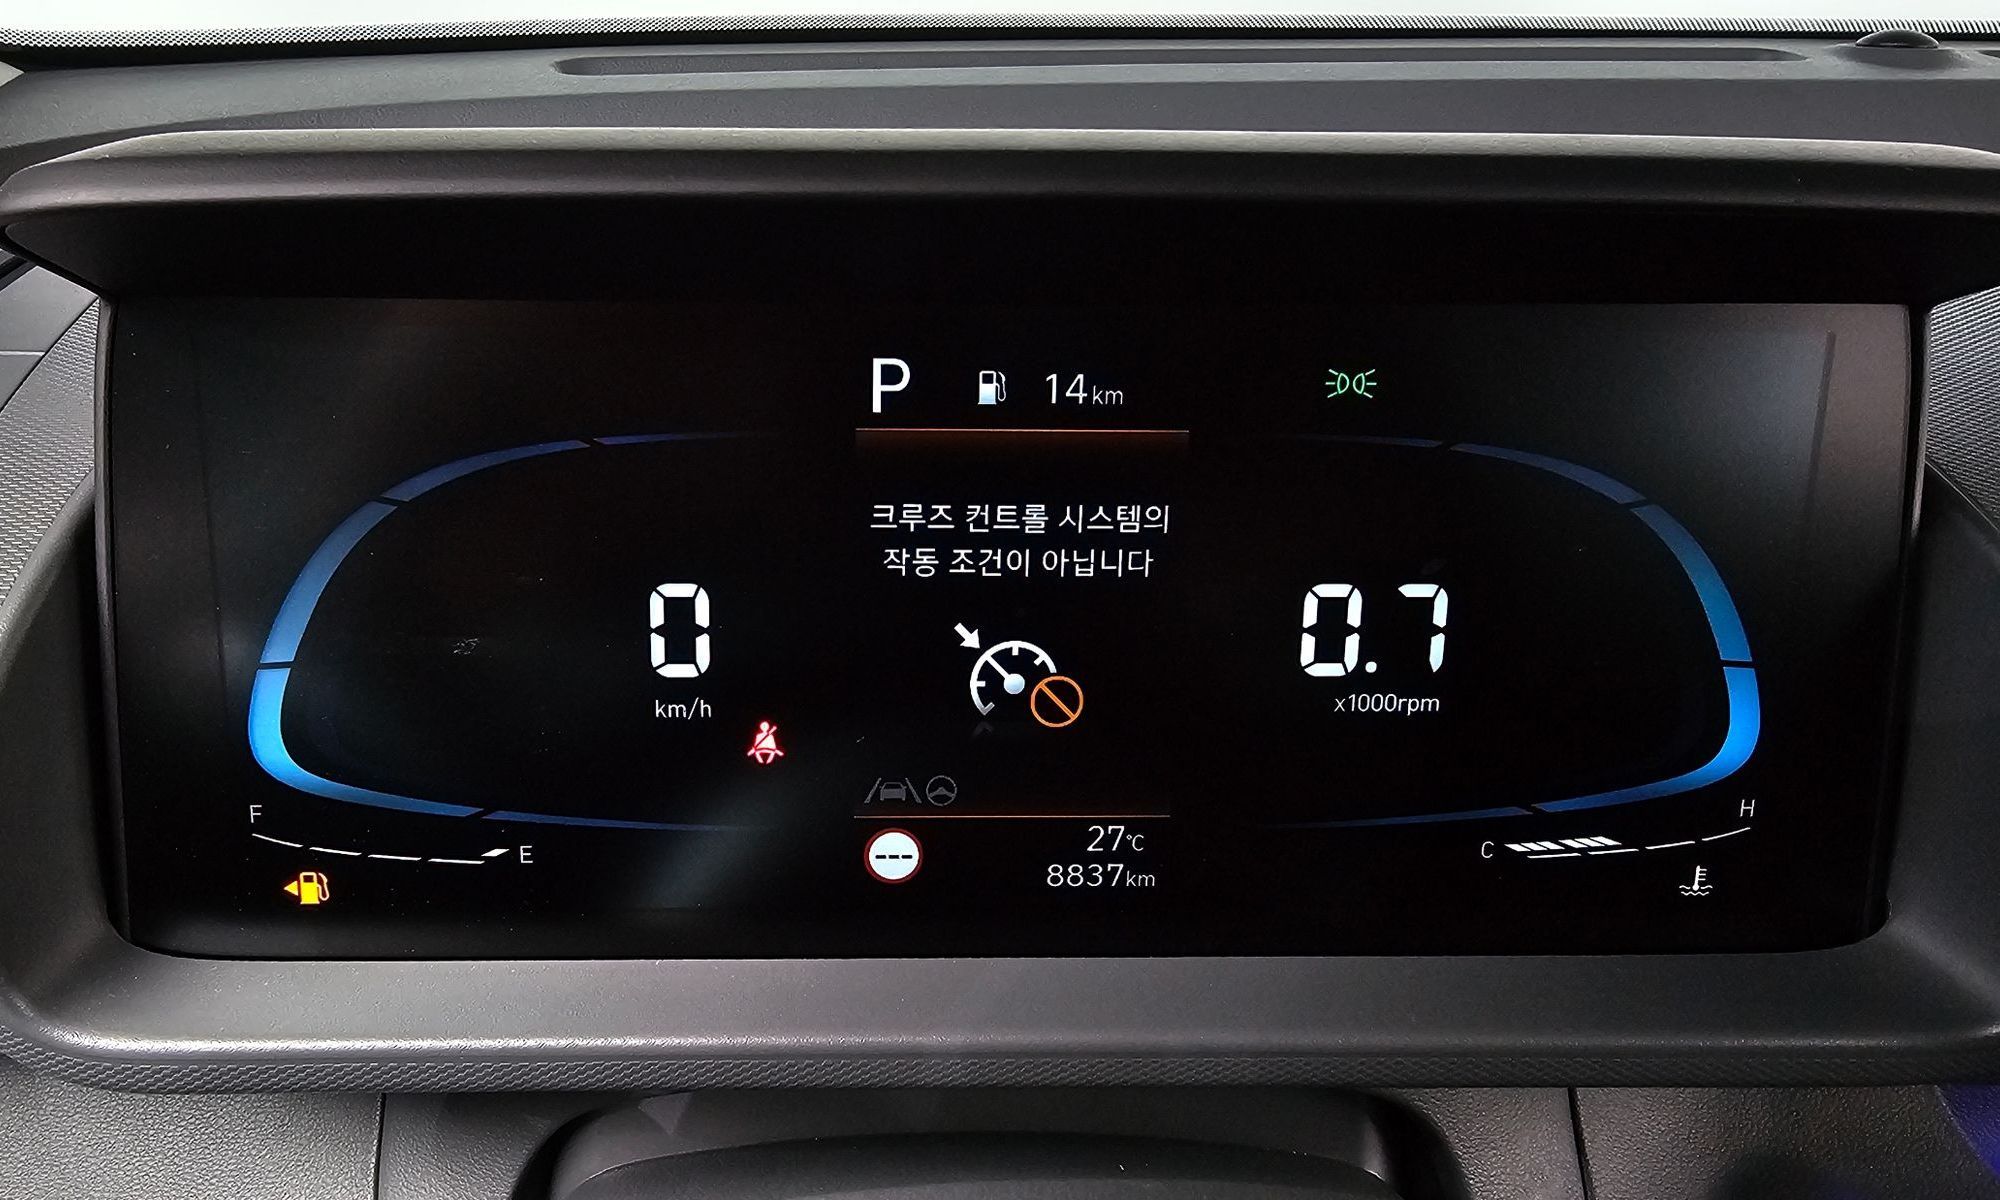 P 14km
크루즈 컨트롤 시스템의
작동 조건이 아닙니다
0
km/h
0.7
x1000rpm
F
E
C
H
---
27°C
8837km